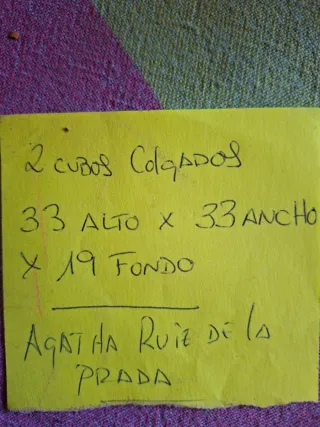 2 CUBOS COLGADOS
33 ALTO X 33 ANCHO
X 19 FONDO
AGATHA RUIZ DE LA
PRADA